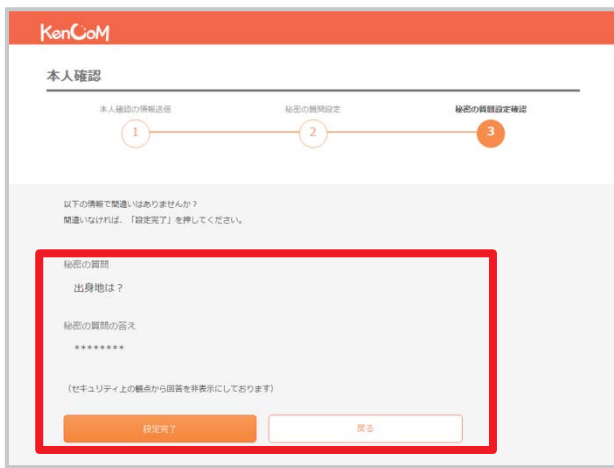 KenCoM
本人確認
本人確認の情報送信
秘密の質問設定
秘密の質問設定確認
1
2
3
以下の情報で間違いはありませんか？
間違いなければ、「設定完了」を押してください。
秘密の質問
出身地は？
秘密の質問の答え
********
（セキュリティ上の観点から回答を非表示にしております）
設定完了
戻る